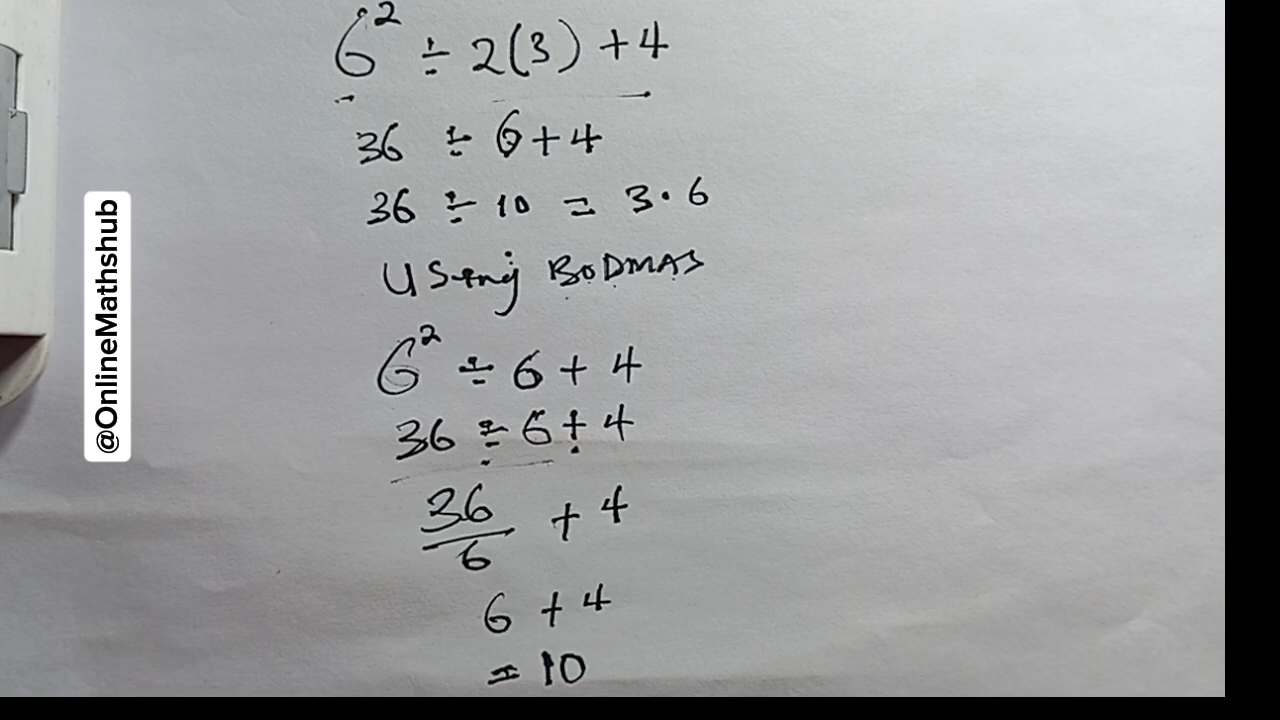 6² ÷ 2(3) + 4
36 ÷ 6 + 4
36 ÷ 10 = 3.6
Using BODMAS
6² ÷ 6 + 4
36 ÷ 6 + 4
36/6 + 4
6 + 4
= 10
@OnlineMathshub